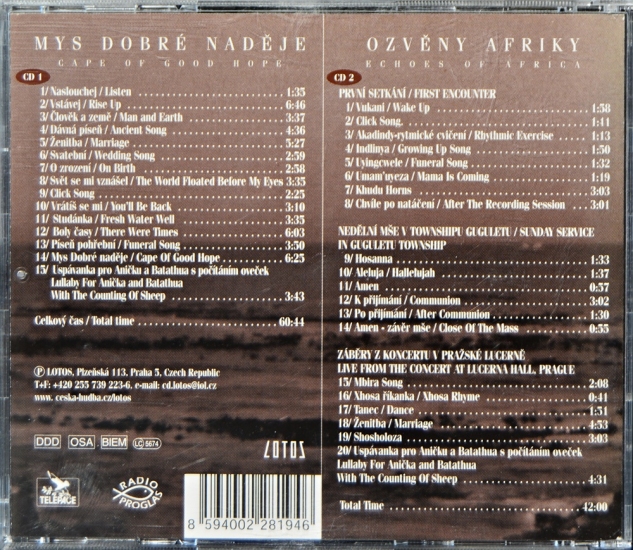 MYS DOBRÉ NADĚJE
CAPE OF GOOD HOPE
CD 1
1/ Naslouchej / Listen 1:35
2/ Vstávej / Rise Up 6:46
3/ Člověk a země / Man and Earth 3:37
4/ Dávná píseň / Ancient Song 4:36
5/ Ženitba / Marriage 5:27
6/ Svatební / Wedding Song 2:59
7/ O zrození / On Birth 2:58
8/ Svět se mi vznášel / The World Floated Before My Eyes 3:35
9/ Click Song 2:25
10/ Vrátíš se mi / You'll Be Back 3:10
11/ Studánka / Fresh Water Well 3:35
12/ Boly časy / There Were Times 6:03
13/ Píseň pohřební / Funeral Song 3:50
14/ Mys Dobré naděje / Cape Of Good Hope 6:25
15/ Uspávanka pro Aničku a Batathua s počítáním oveček
Lullaby For Anička and Batathua
With The Counting Of Sheep 3:43
Celkový čas / Total time 60:44
Ⓟ LOTOS, Plzeňská 113, Praha 5, Czech Republic
T+F: +420 255 739 223-6, e-mail: cd.lotos@iol.cz
www.ceska-hudba.cz/lotos
DDD OSA BIEM LC 5674
LOTOS
TELEPACE
RADIO PROGLAS
8 594002 281946
OZVĚNY AFRIKY
ECHOES OF AFRICA
CD 2
PRVNÍ SETKÁNÍ / FIRST ENCOUNTER
1/ Vukani / Wake Up 1:58
2/ Click Song 1:41
3/ Akadindy-rytmické cvičení / Rhythmic Exercise 1:13
4/ Indlinya / Growing Up Song 1:50
5/ Uyingcwele / Funeral Song 1:32
6/ Umam'uyeza / Mama Is Coming 1:19
7/ Khudu Horns 3:03
8/ Chvíle po natáčení / After The Recording Session 3:01
NEDĚLNÍ MŠE V TOWNSHIPU GUGULETU / SUNDAY SERVICE
IN GUGULETU TOWNSHIP
9/ Hosanna 1:33
10/ Aleluja / Hallelujah 1:37
11/ Amen 0:57
12/ K přijímání / Communion 3:02
13/ Po přijímání / After Communion 1:30
14/ Amen - závěr mše / Close Of The Mass 0:55
ZÁBĚRY Z KONCERTU V PRAŽSKÉ LUCERNĚ
LIVE FROM THE CONCERT AT LUCERNA HALL, PRAGUE
15/ Mbira Song 2:08
16/ Xhosa říkanka / Xhosa Rhyme 0:41
17/ Tanec / Dance 1:51
18/ Ženitba / Marriage 4:53
19/ Shosholoza 3:03
20/ Uspávanka pro Aničku a Batathua s počítáním oveček
Lullaby For Anička and Batathua
With The Counting Of Sheep 4:31
Total Time 42:00